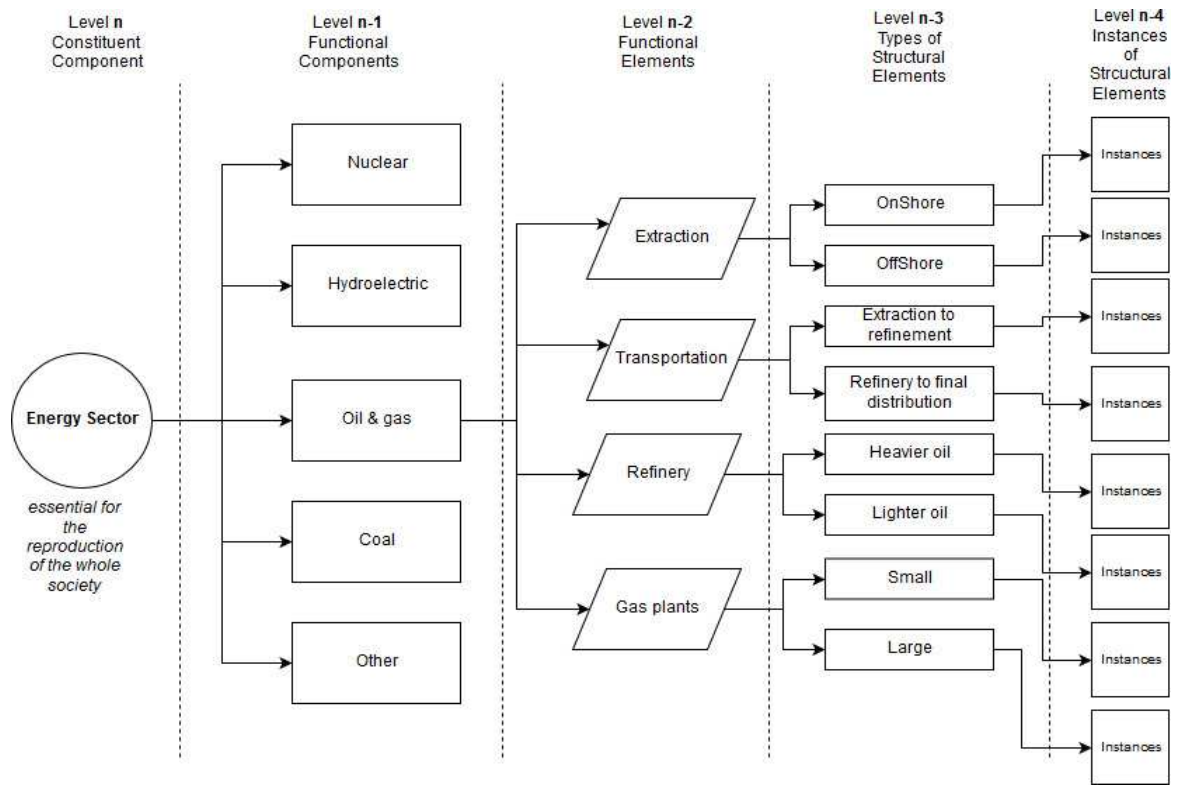 Level n
Constituent
Component
Level n-1
Functional
Components
Level n-2
Functional
Elements
Level n-3
Types of
Structural
Elements
Level n-4
Instances
of
Strcuctural
Elements
Energy Sector
essential for
the
reproduction
of the whole
society
Nuclear
Hydroelectric
Oil & gas
Coal
Other
Extraction
Transportation
Refinery
Gas plants
OnShore
OffShore
Extraction to
refinement
Refinery to final
distribution
Heavier oil
Lighter oil
Small
Large
Instances
Instances
Instances
Instances
Instances
Instances
Instances
Instances